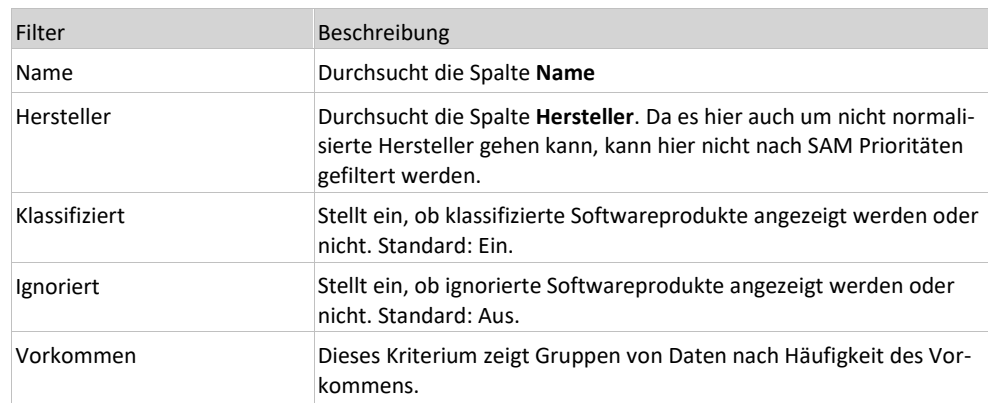 Filter Beschreibung
Name Durchsucht die Spalte Name
Hersteller Durchsucht die Spalte Hersteller. Da es hier auch um nicht normali-
sierte Hersteller gehen kann, kann hier nicht nach SAM Prioritäten
gefiltert werden.
Klassifiziert Stellt ein, ob klassifizierte Softwareprodukte angezeigt werden oder
nicht. Standard: Ein.
Ignoriert Stellt ein, ob ignorierte Softwareprodukte angezeigt werden oder
nicht. Standard: Aus.
Vorkommen Dieses Kriterium zeigt Gruppen von Daten nach Häufigkeit des Vor-
kommens.